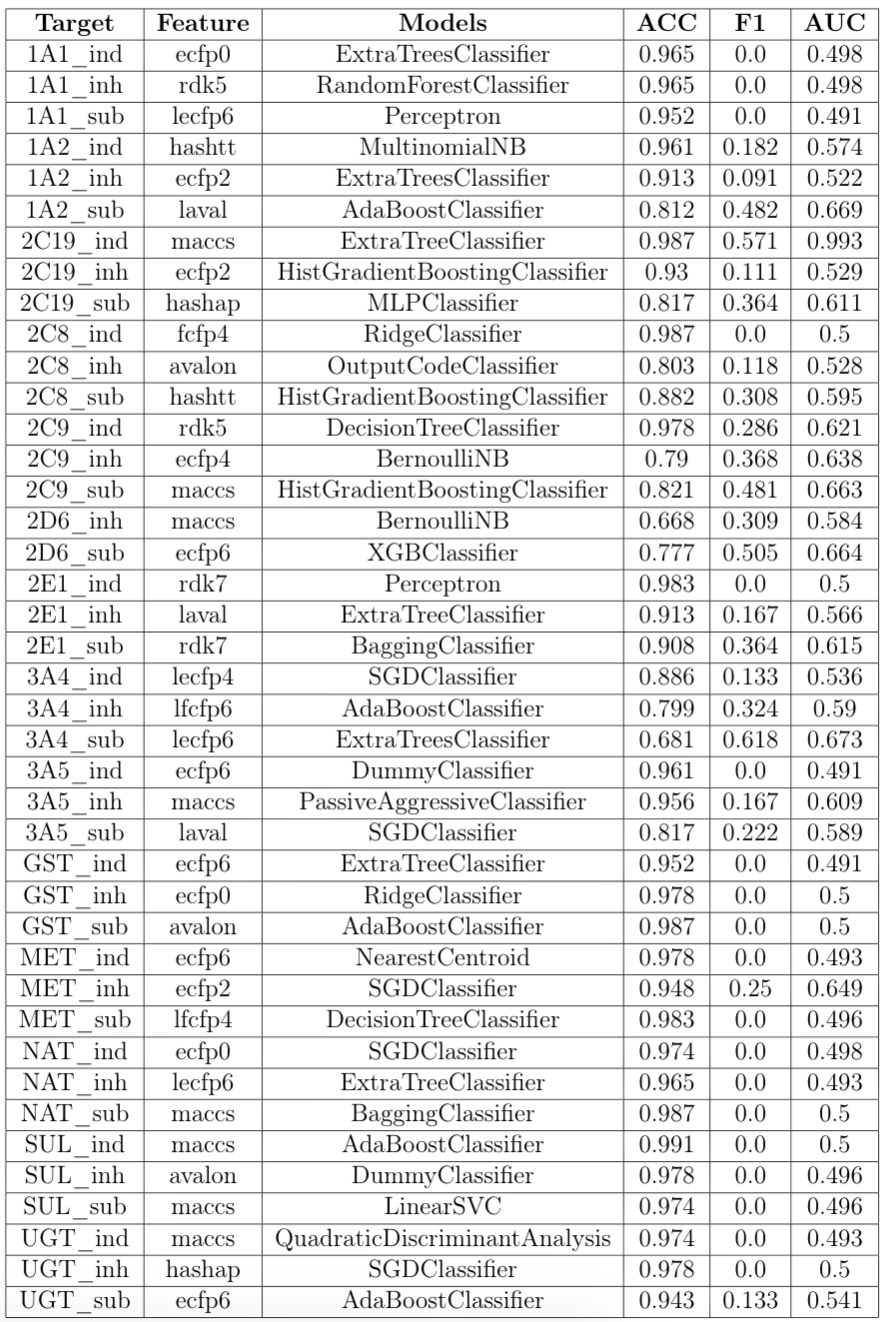 Target Feature Models ACC F1 AUC
1A1_ind ecfp0 ExtraTreesClassifier 0.965 0.0 0.498
1A1_inh rdk5 RandomForestClassifier 0.965 0.0 0.498
1A1_sub lecfp6 Perceptron 0.952 0.0 0.491
1A2_ind hashtt MultinomialNB 0.961 0.182 0.574
1A2_inh ecfp2 ExtraTreesClassifier 0.913 0.091 0.522
1A2_sub laval AdaBoostClassifier 0.812 0.482 0.669
2C19_ind maccs ExtraTreeClassifier 0.987 0.571 0.993
2C19_inh ecfp2 HistGradientBoostingClassifier 0.93 0.111 0.529
2C19_sub hashap MLPClassifier 0.817 0.364 0.611
2C8_ind fcfp4 RidgeClassifier 0.987 0.0 0.5
2C8_inh avalon OutputCodeClassifier 0.803 0.118 0.528
2C8_sub hashtt HistGradientBoostingClassifier 0.882 0.308 0.595
2C9_ind rdk5 DecisionTreeClassifier 0.978 0.286 0.621
2C9_inh ecfp4 BernoulliNB 0.79 0.368 0.638
2C9_sub maccs HistGradientBoostingClassifier 0.821 0.481 0.663
2D6_inh maccs BernoulliNB 0.668 0.309 0.584
2D6_sub ecfp6 XGBClassifier 0.777 0.505 0.664
2E1_ind rdk7 Perceptron 0.983 0.0 0.5
2E1_inh laval ExtraTreeClassifier 0.913 0.167 0.566
2E1_sub rdk7 BaggingClassifier 0.908 0.364 0.615
3A4_ind lecfp4 SGDClassifier 0.886 0.133 0.536
3A4_inh lfcfp6 AdaBoostClassifier 0.799 0.324 0.59
3A4_sub lecfp6 ExtraTreesClassifier 0.681 0.618 0.673
3A5_ind ecfp6 DummyClassifier 0.961 0.0 0.491
3A5_inh maccs PassiveAggressiveClassifier 0.956 0.167 0.609
3A5_sub laval SGDClassifier 0.817 0.222 0.589
GST_ind ecfp6 ExtraTreeClassifier 0.952 0.0 0.491
GST_inh ecfp0 RidgeClassifier 0.978 0.0 0.5
GST_sub avalon AdaBoostClassifier 0.987 0.0 0.5
MET_ind ecfp6 NearestCentroid 0.978 0.0 0.493
MET_inh ecfp2 SGDClassifier 0.948 0.25 0.649
MET_sub lfcfp4 DecisionTreeClassifier 0.983 0.0 0.496
NAT_ind ecfp0 SGDClassifier 0.974 0.0 0.498
NAT_inh lecfp6 ExtraTreeClassifier 0.965 0.0 0.493
NAT_sub maccs BaggingClassifier 0.987 0.0 0.5
SUL_ind maccs AdaBoostClassifier 0.991 0.0 0.5
SUL_inh avalon DummyClassifier 0.978 0.0 0.496
SUL_sub maccs LinearSVC 0.974 0.0 0.496
UGT_ind maccs QuadraticDiscriminantAnalysis 0.974 0.0 0.493
UGT_inh hashap SGDClassifier 0.978 0.0 0.5
UGT_sub ecfp6 AdaBoostClassifier 0.943 0.133 0.541